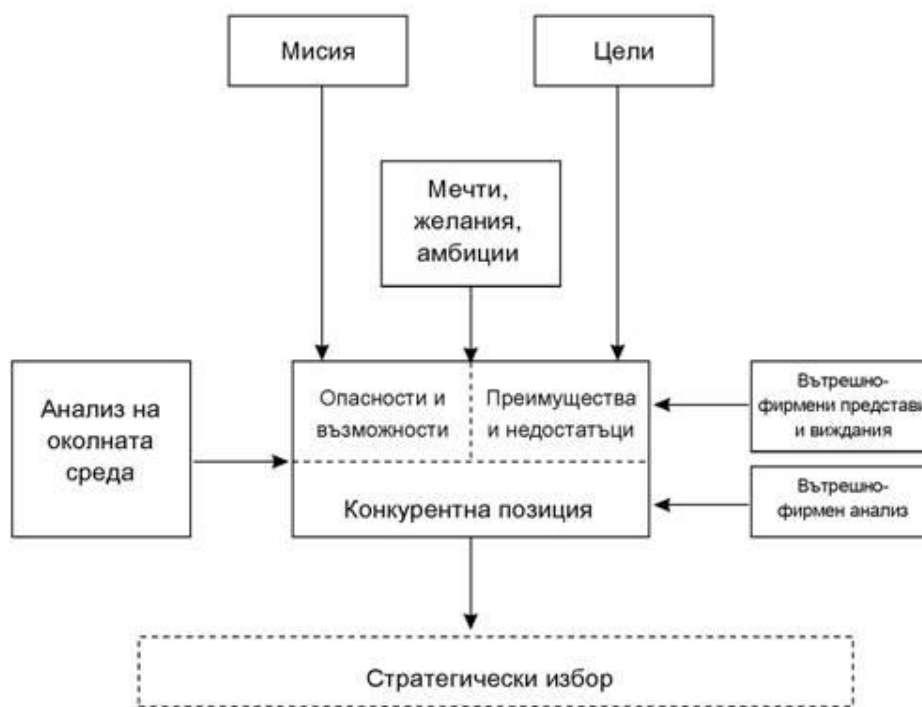 Мисия
Цели
Мечти,
желания,
амбиции
Анализ на
околната
среда
Опасности и
възможности
Преимущества
и недостатъци
Конкурентна позиция
Вътрешно-
фирмени представи
и виждания
Вътрешно-
фирмен анализ
Стратегически избор